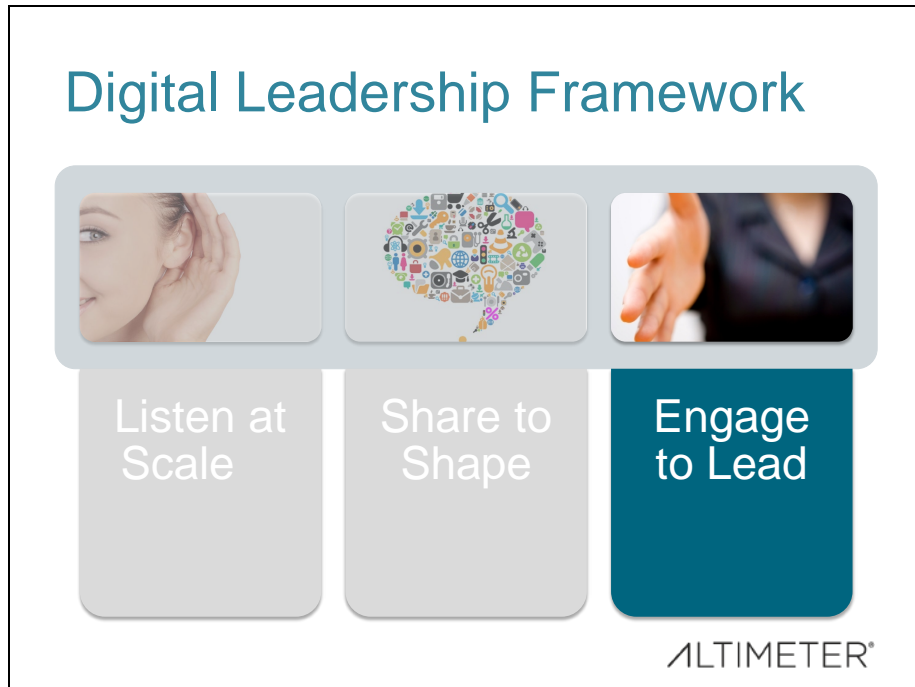 Digital Leadership Framework
Listen at
Scale
Share to
Shape
Engage
to Lead
%
ALTIMETER®